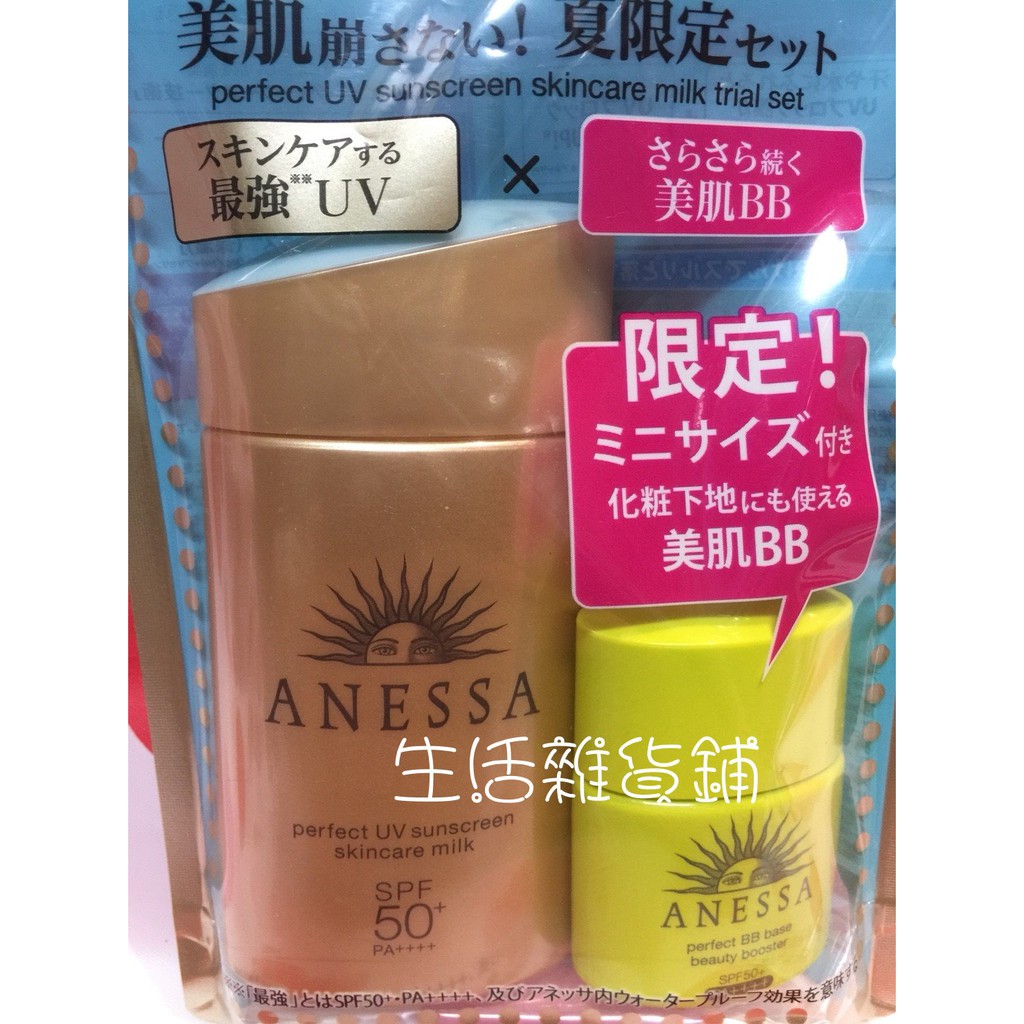 美肌崩さない!夏限定セット
perfect UV sunscreen skincare milk trial set
スキンケアする
最強※※UV
×
さらさら続く
美肌BB
限定!
ミニサイズ付き
化粧下地にも使える
美肌BB
ANESSA
perfect UV sunscreen
skincare milk
SPF
50+
PA++++
生活雜貨鋪
ANESSA
perfect BB base
beauty booster
SPF50+
※※「最強」とはSPF50+・PA++++、及びアネッサ内ウォータープルーフ効果を意味する